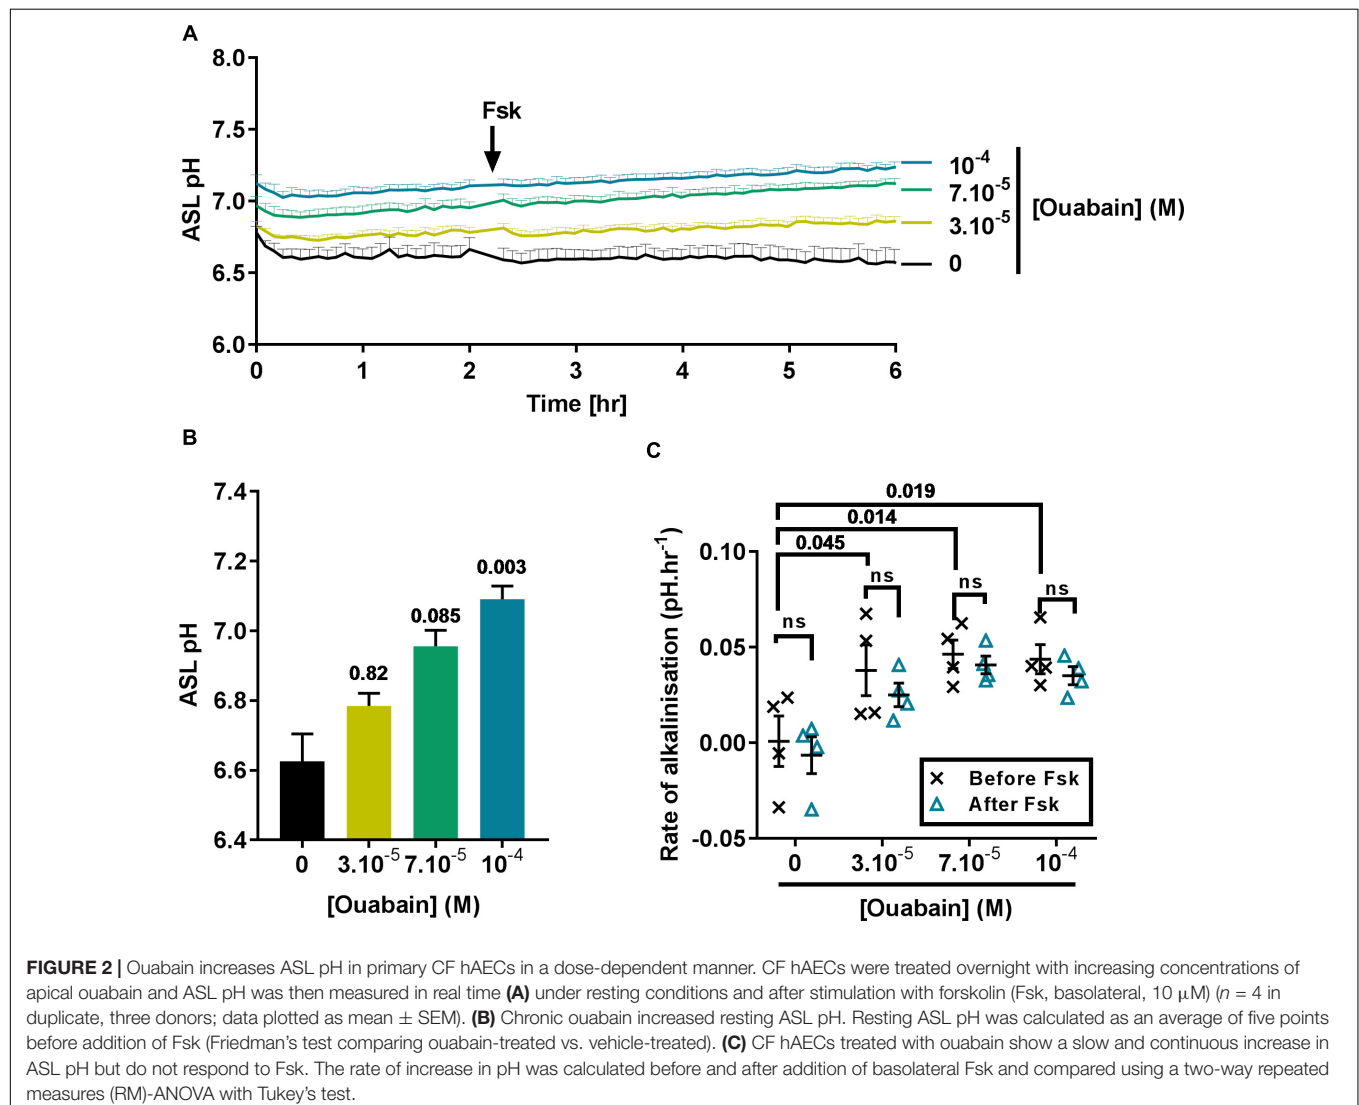 A
8.0
7.5
7.0
6.5
6.0
ASL pH
Fsk
10-4
7.10-5
3.10-5
0
[Ouabain] (M)
0 1 2 3 4 5 6
Time [hr]
B
7.4
7.2
7.0
6.8
6.6
6.4
ASL pH
0.82
0.085
0.003
0 3.10-5 7.10-5 10-4
[Ouabain] (M)
C
0.10
0.05
0.00
-0.05
Rate of alkalinisation (pH.hr-1)
0.019
0.014
0.045
ns
ns
ns
ns
Before Fsk
After Fsk
0 3.10-5 7.10-5 10-4
[Ouabain] (M)
FIGURE 2 | Ouabain increases ASL pH in primary CF hAECs in a dose-dependent manner. CF hAECs were treated overnight with increasing concentrations of
apical ouabain and ASL pH was then measured in real time (A) under resting conditions and after stimulation with forskolin (Fsk, basolateral, 10 μM) (n = 4 in
duplicate, three donors; data plotted as mean ± SEM). (B) Chronic ouabain increased resting ASL pH. Resting ASL pH was calculated as an average of five points
before addition of Fsk (Friedman's test comparing ouabain-treated vs. vehicle-treated). (C) CF hAECs treated with ouabain show a slow and continuous increase in
ASL pH but do not respond to Fsk. The rate of increase in pH was calculated before and after addition of basolateral Fsk and compared using a two-way repeated
measures (RM)-ANOVA with Tukey's test.